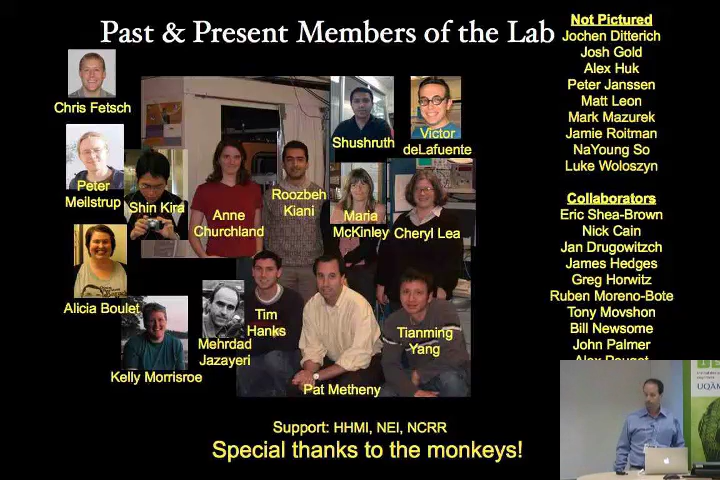 Past & Present Members of the Lab
Not Pictured
Jochen Ditterich
Josh Gold
Alex Huk
Peter Janssen
Matt Leon
Mark Mazurek
Jamie Roitman
NaYoung So
Luke Woloszyn
Collaborators
Eric Shea-Brown
Nick Cain
Jan Drugowitzch
James Hedges
Greg Horwitz
Ruben Moreno-Bote
Tony Movshon
Bill Newsome
John Palmer
Alex Pouget
Chris Fetsch
Shushruth
Victor
deLafuente
Peter
Meilstrup
Shin Kira
Anne
Churchland
Roozbeh
Kiani
Maria
McKinley
Cheryl Lea
Alicia Boulet
Mehrdad
Jazayeri
Tim
Hanks
Tianming
Yang
Kelly Morrisroe
Pat Metheny
Support: HHMI, NEI, NCRR
Special thanks to the monkeys!
UQÀM